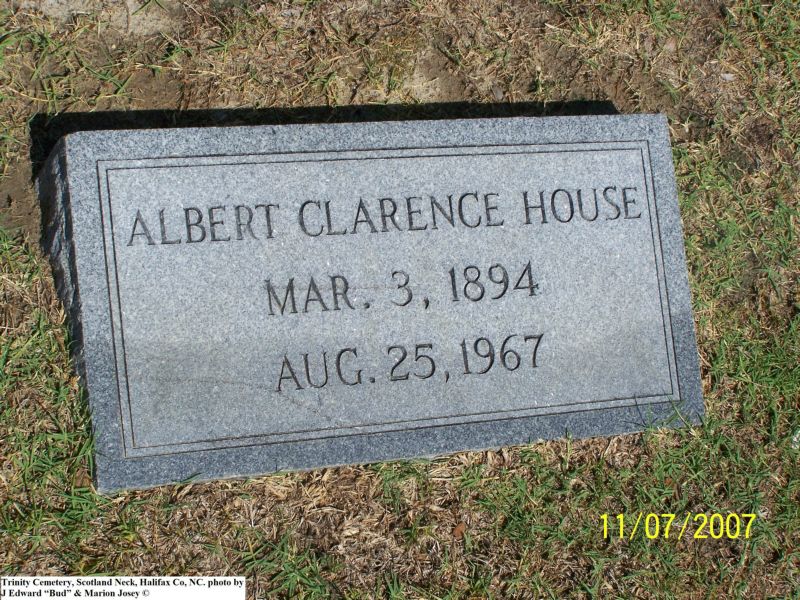 ALBERT CLARENCE HOUSE
MAR. 3, 1894
AUG. 25, 1967
11/07/2007
Trinity Cemetery, Scotland Neck, Halifax Co, NC. photo by
J Edward “Bud” & Marion Josey ©